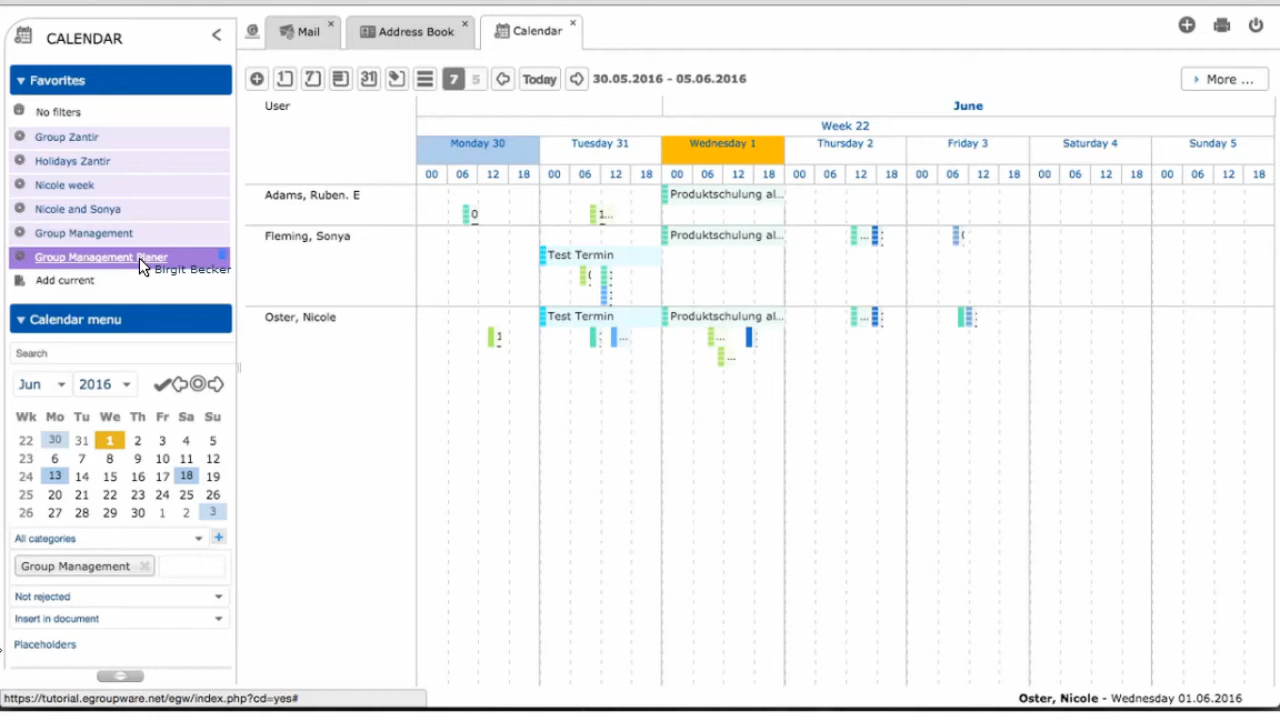 CALENDAR
<
Mail
Address Book
Calendar
Favorites
No filters
Group Zantir
Holidays Zantir
Nicole week
Nicole and Sonya
Group Management
Group Management Planer
Birgit Becker
Add current
Calendar menu
Search
Jun 2016
Wk Mo Tu We Th Fr Sa Su
22 30 31 1 2 3 4 5
23 6 7 8 9 10 11 12
24 13 14 15 16 17 18 19
25 20 21 22 23 24 25 26
26 27 28 29 30 1 2 3
All categories
Group Management
Not rejected
Insert in document
Placeholders
1 7 31 7 5 Today 30.05.2016 - 05.06.2016 More ...
User June
Week 22
Monday 30 Tuesday 31 Wednesday 1 Thursday 2 Friday 3 Saturday 4 Sunday 5
00 06 12 18 00 06 12 18 00 06 12 18 00 06 12 18 00 06 12 18 00 06 12 18 00 06 12 18
Adams, Ruben. E Produktschulung al...
0 1...
Fleming, Sonya Produktschulung al... ... :
Test Termin
Oster, Nicole Test Termin Produktschulung al... ... :
1 : ... ... :
...
https://tutorial.egroupware.net/egw/index.php?cd=yes#
Oster, Nicole - Wednesday 01.06.2016